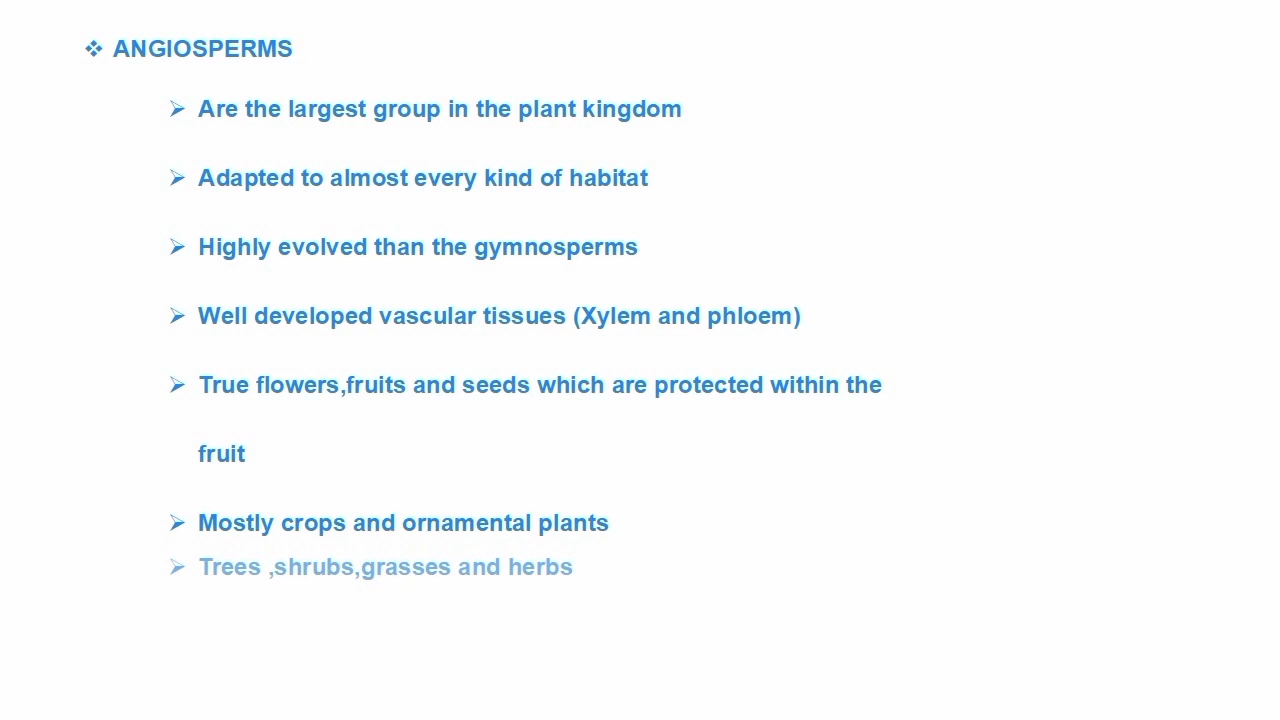 ❖ ANGIOSPERMS
➢ Are the largest group in the plant kingdom
➢ Adapted to almost every kind of habitat
➢ Highly evolved than the gymnosperms
➢ Well developed vascular tissues (Xylem and phloem)
➢ True flowers,fruits and seeds which are protected within the
fruit
➢ Mostly crops and ornamental plants
➢ Trees ,shrubs,grasses and herbs